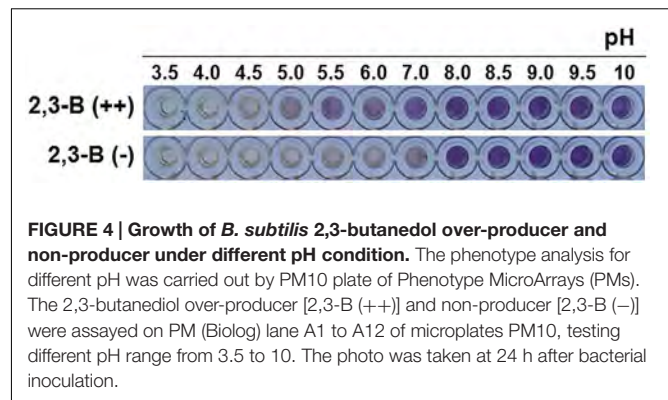 pH
3.5 4.0 4.5 5.0 5.5 6.0 7.0 8.0 8.5 9.0 9.5 10
2,3-B (++)
2,3-B (-)
FIGURE 4 | Growth of B. subtilis 2,3-butanedol over-producer and
non-producer under different pH condition. The phenotype analysis for
different pH was carried out by PM10 plate of Phenotype MicroArrays (PMs).
The 2,3-butanediol over-producer [2,3-B (++)] and non-producer [2,3-B (−)]
were assayed on PM (Biolog) lane A1 to A12 of microplates PM10, testing
different pH range from 3.5 to 10. The photo was taken at 24 h after bacterial
inoculation.